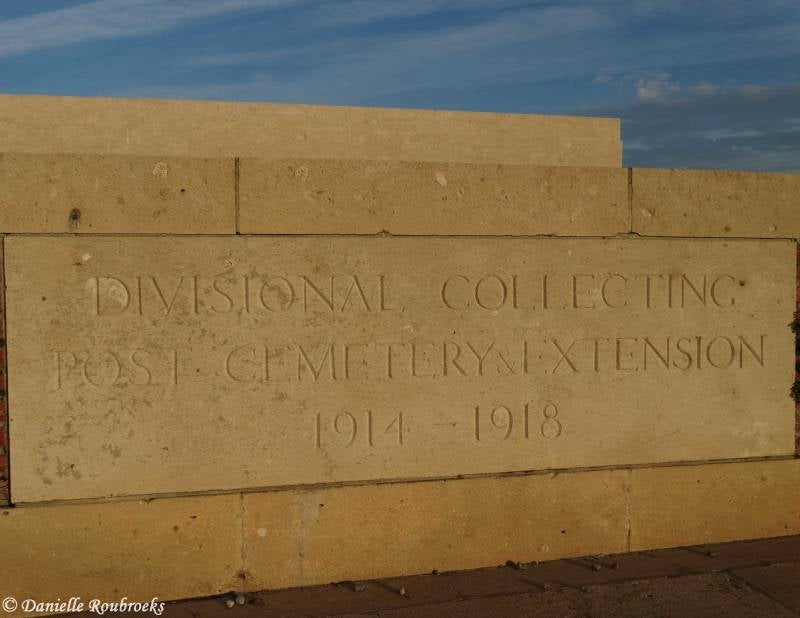 DIVISIONAL COLLECTING
POST CEMETERY & EXTENSION
1914 - 1918
© Danielle Roubroeks